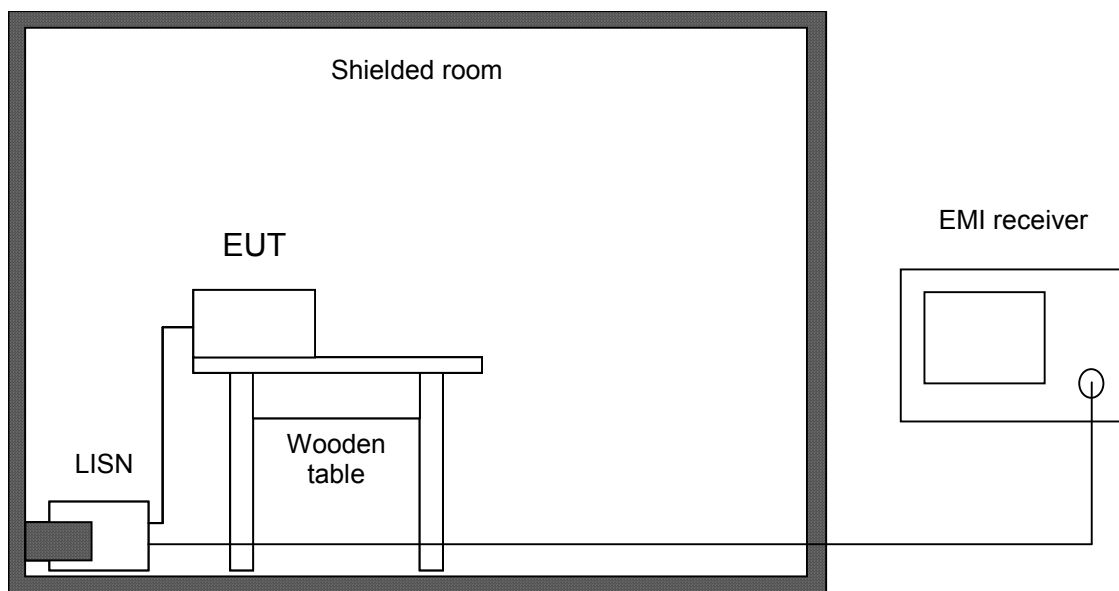 Shielded room
EMI receiver
EUT
Wooden
table
LISN